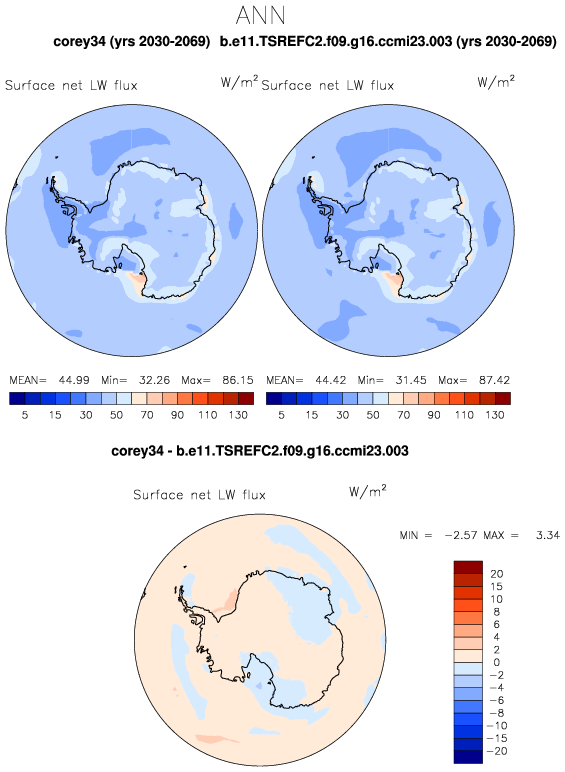 ANN
corey34 (yrs 2030-2069) b.e11.TSREFC2.f09.g16.ccmi23.003 (yrs 2030-2069)
Surface net LW flux W/m² Surface net LW flux W/m²
MEAN= 44.99 Min= 32.26 Max= 86.15 MEAN= 44.42 Min= 31.45 Max= 87.42
5 15 30 50 70 90 110 130 5 15 30 50 70 90 110 130
corey34 - b.e11.TSREFC2.f09.g16.ccmi23.003
Surface net LW flux W/m²
MIN = −2.57 MAX = 3.34
20
15
10
8
6
4
2
0
−2
−4
−6
−8
−10
−15
−20